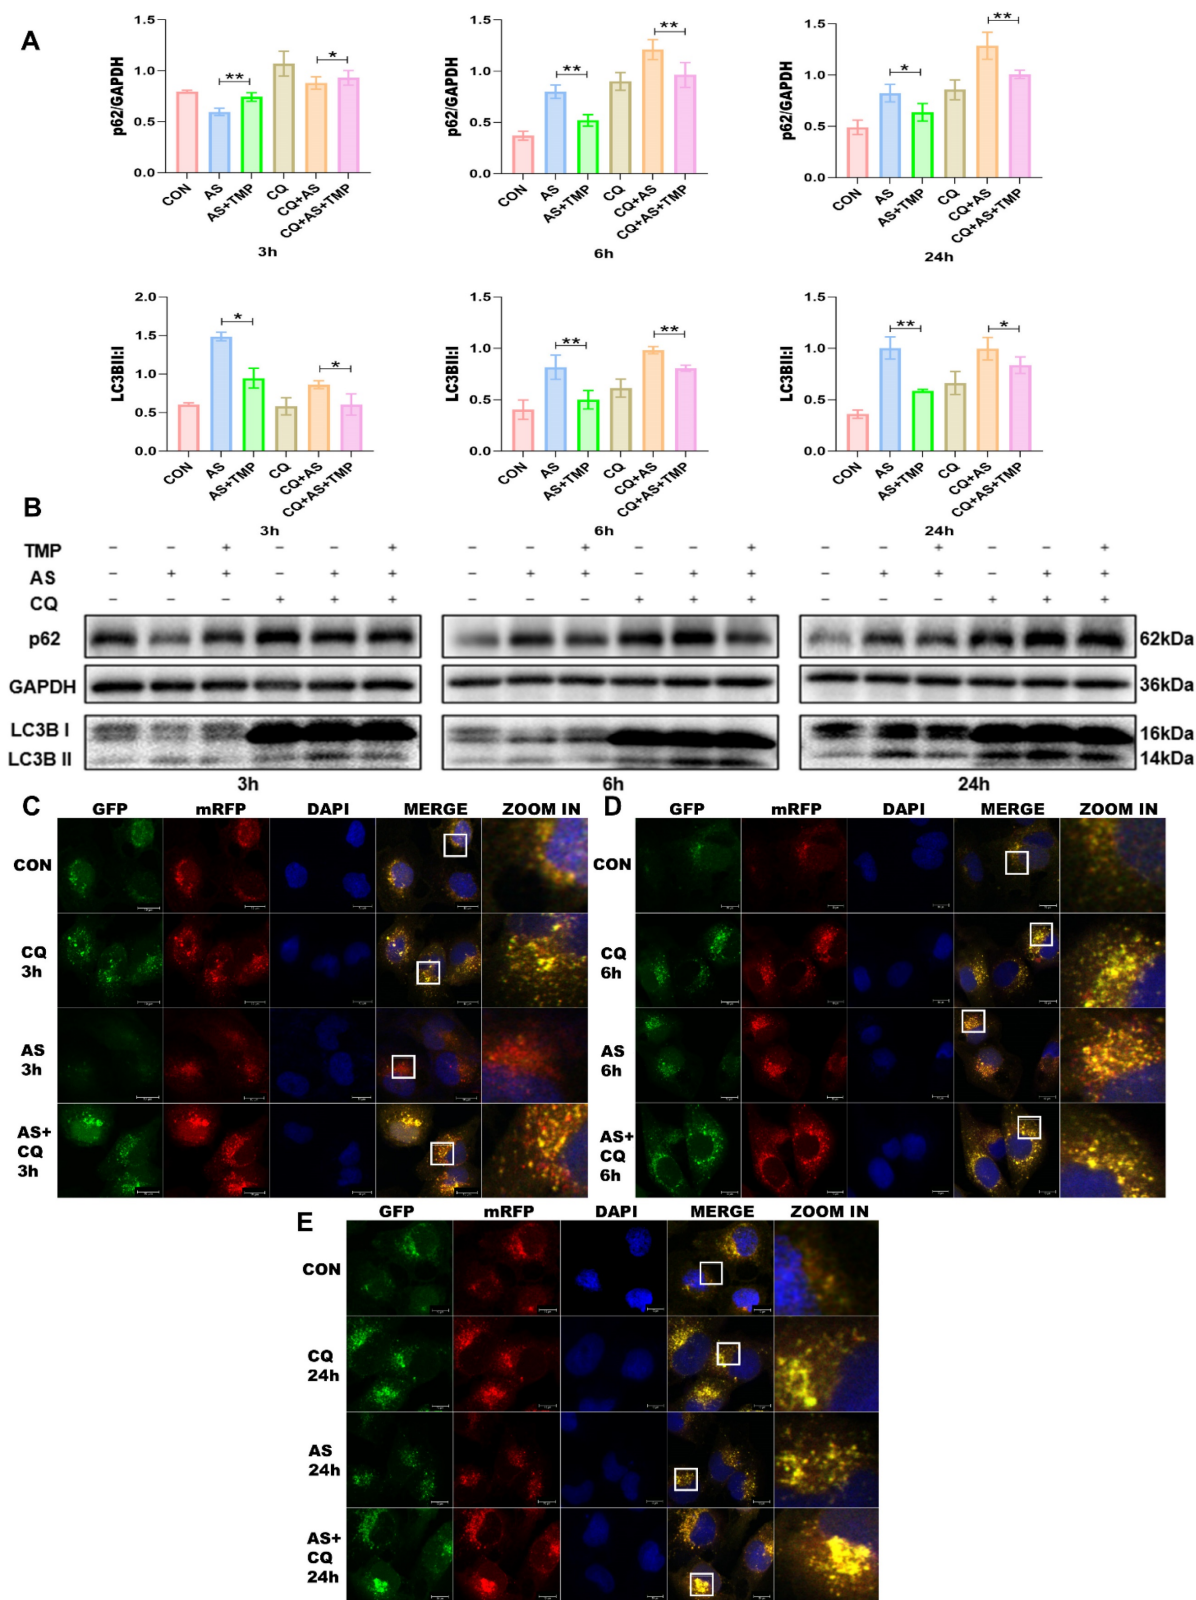 A
p62/GAPDH
1.5
1.0
0.5
0.0
** *
CON AS AS+TMP CQ CQ+AS CQ+AS+TMP
3h
p62/GAPDH
1.5
1.0
0.5
0.0
** **
CON AS AS+TMP CQ CQ+AS CQ+AS+TMP
6h
p62/GAPDH
1.5
1.0
0.5
0.0
* **
CON AS AS+TMP CQ CQ+AS CQ+AS+TMP
24h
LC3BII:I
2.0
1.5
1.0
0.5
0.0
* *
CON AS AS+TMP CQ CQ+AS CQ+AS+TMP
3h
LC3BII:I
1.5
1.0
0.5
0.0
** **
CON AS AS+TMP CQ CQ+AS CQ+AS+TMP
6h
LC3BII:I
1.5
1.0
0.5
0.0
** *
CON AS AS+TMP CQ CQ+AS CQ+AS+TMP
24h
B
TMP − − + − − + − − + − − + − − + − − +
AS − + + − + + − + + − + + − + + − + +
CQ − − − + + + − − − + + + − − − + + +
p62 62kDa
GAPDH 36kDa
LC3B I 16kDa
LC3B II 14kDa
3h 6h 24h
C
GFP mRFP DAPI MERGE ZOOM IN
CON
CQ
3h
AS
3h
AS+
CQ
3h
D
GFP mRFP DAPI MERGE ZOOM IN
CON
CQ
6h
AS
6h
AS+
CQ
6h
E
GFP mRFP DAPI MERGE ZOOM IN
CON
CQ
24h
AS
24h
AS+
CQ
24h